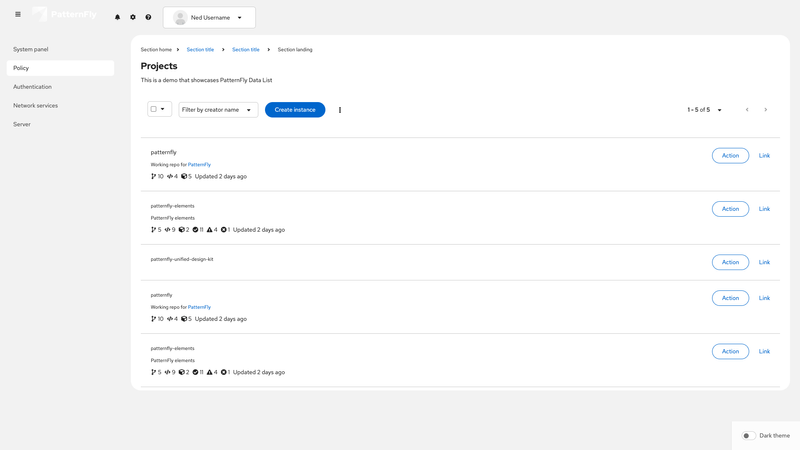 PatternFly
Ned Username
System panel
Policy
Authentication
Network services
Server
Section home
Section title
Section title
Section landing
Projects
This is a demo that showcases PatternFly Data List
Filter by creator name
Create instance
1 - 5 of 5
patternfly
Working repo for PatternFly
10 4 5 Updated 2 days ago
Action Link
patternfly-elements
PatternFly elements
5 9 2 11 4 1 Updated 2 days ago
Action Link
patternfly-unified-design-kit
Action Link
patternfly
Working repo for PatternFly
10 4 5 Updated 2 days ago
Action Link
patternfly-elements
PatternFly elements
5 9 2 11 4 1 Updated 2 days ago
Action Link
Dark theme